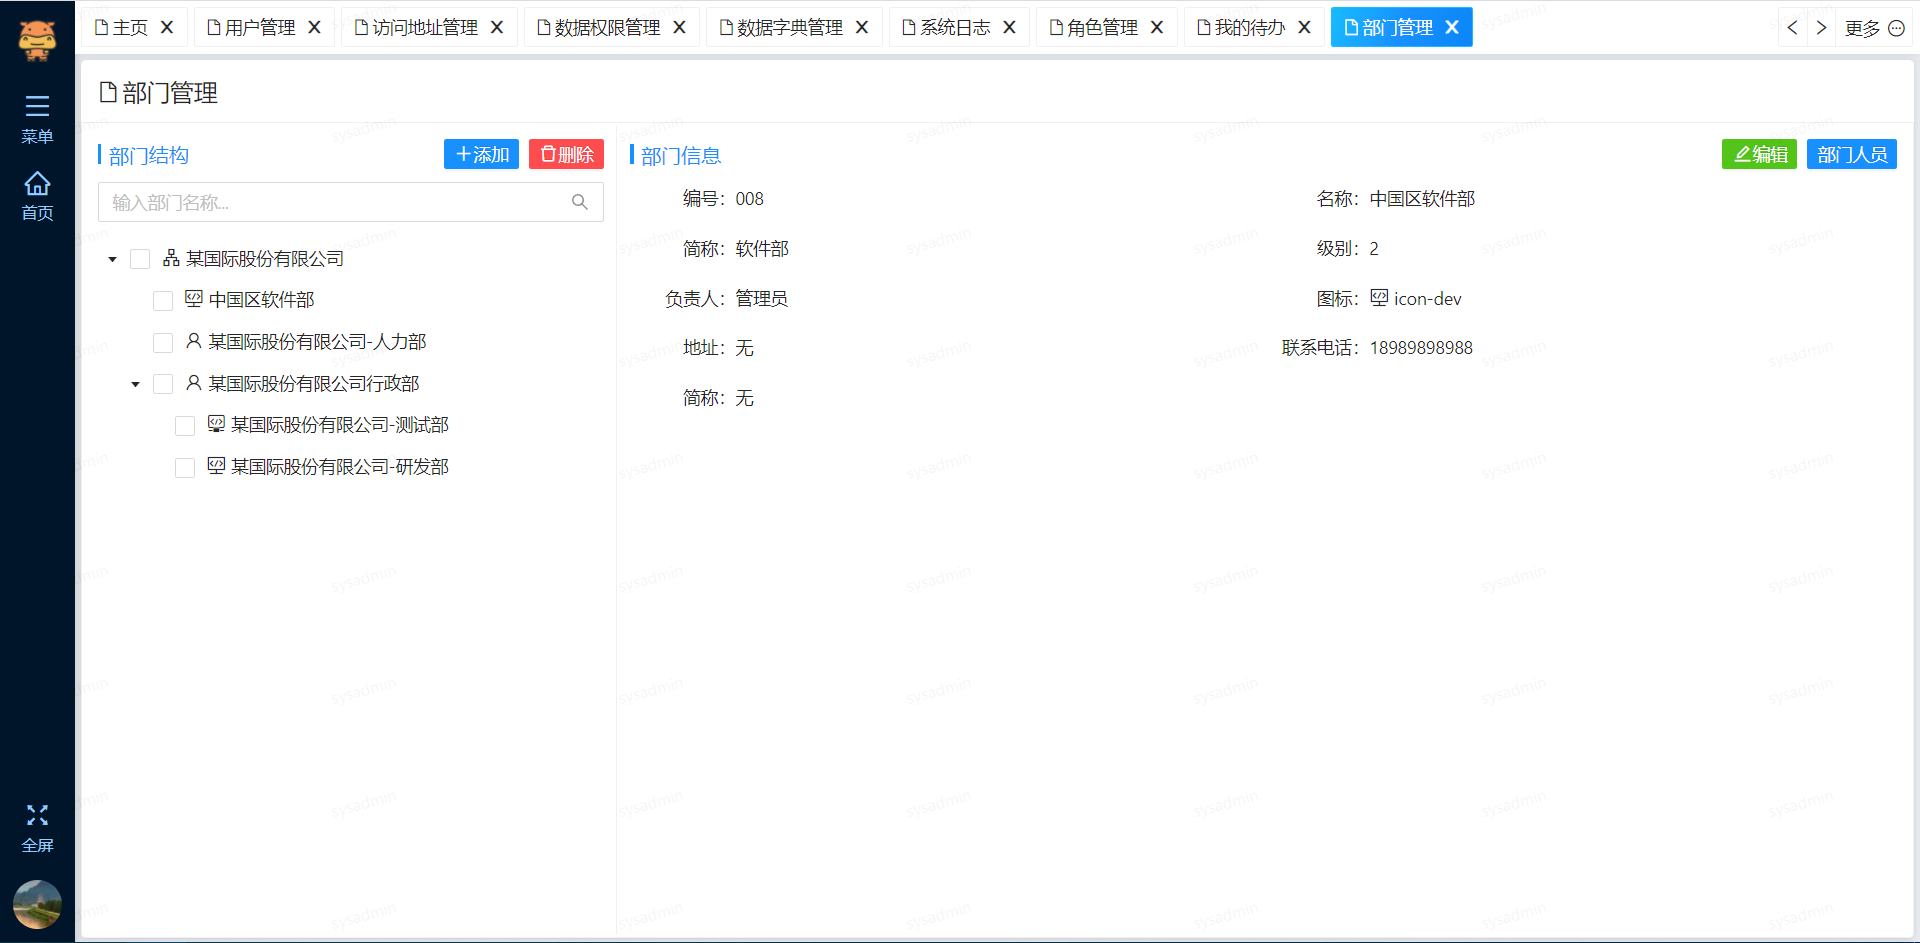 主页 X 用户管理 X 访问地址管理 X 数据权限管理 X 数据字典管理 X 系统日志 X 角色管理 X 我的待办 X 部门管理 X 更多
菜单
首页
全屏
部门管理
部门结构 添加 删除
输入部门名称...
某国际股份有限公司
中国区软件部
某国际股份有限公司-人力部
某国际股份有限公司行政部
某国际股份有限公司-测试部
某国际股份有限公司-研发部
部门信息 编辑 部门人员
编号：008 名称：中国区软件部
简称：软件部 级别：2
负责人：管理员 图标：icon-dev
地址：无 联系电话：18989898988
简称：无
sysadmin